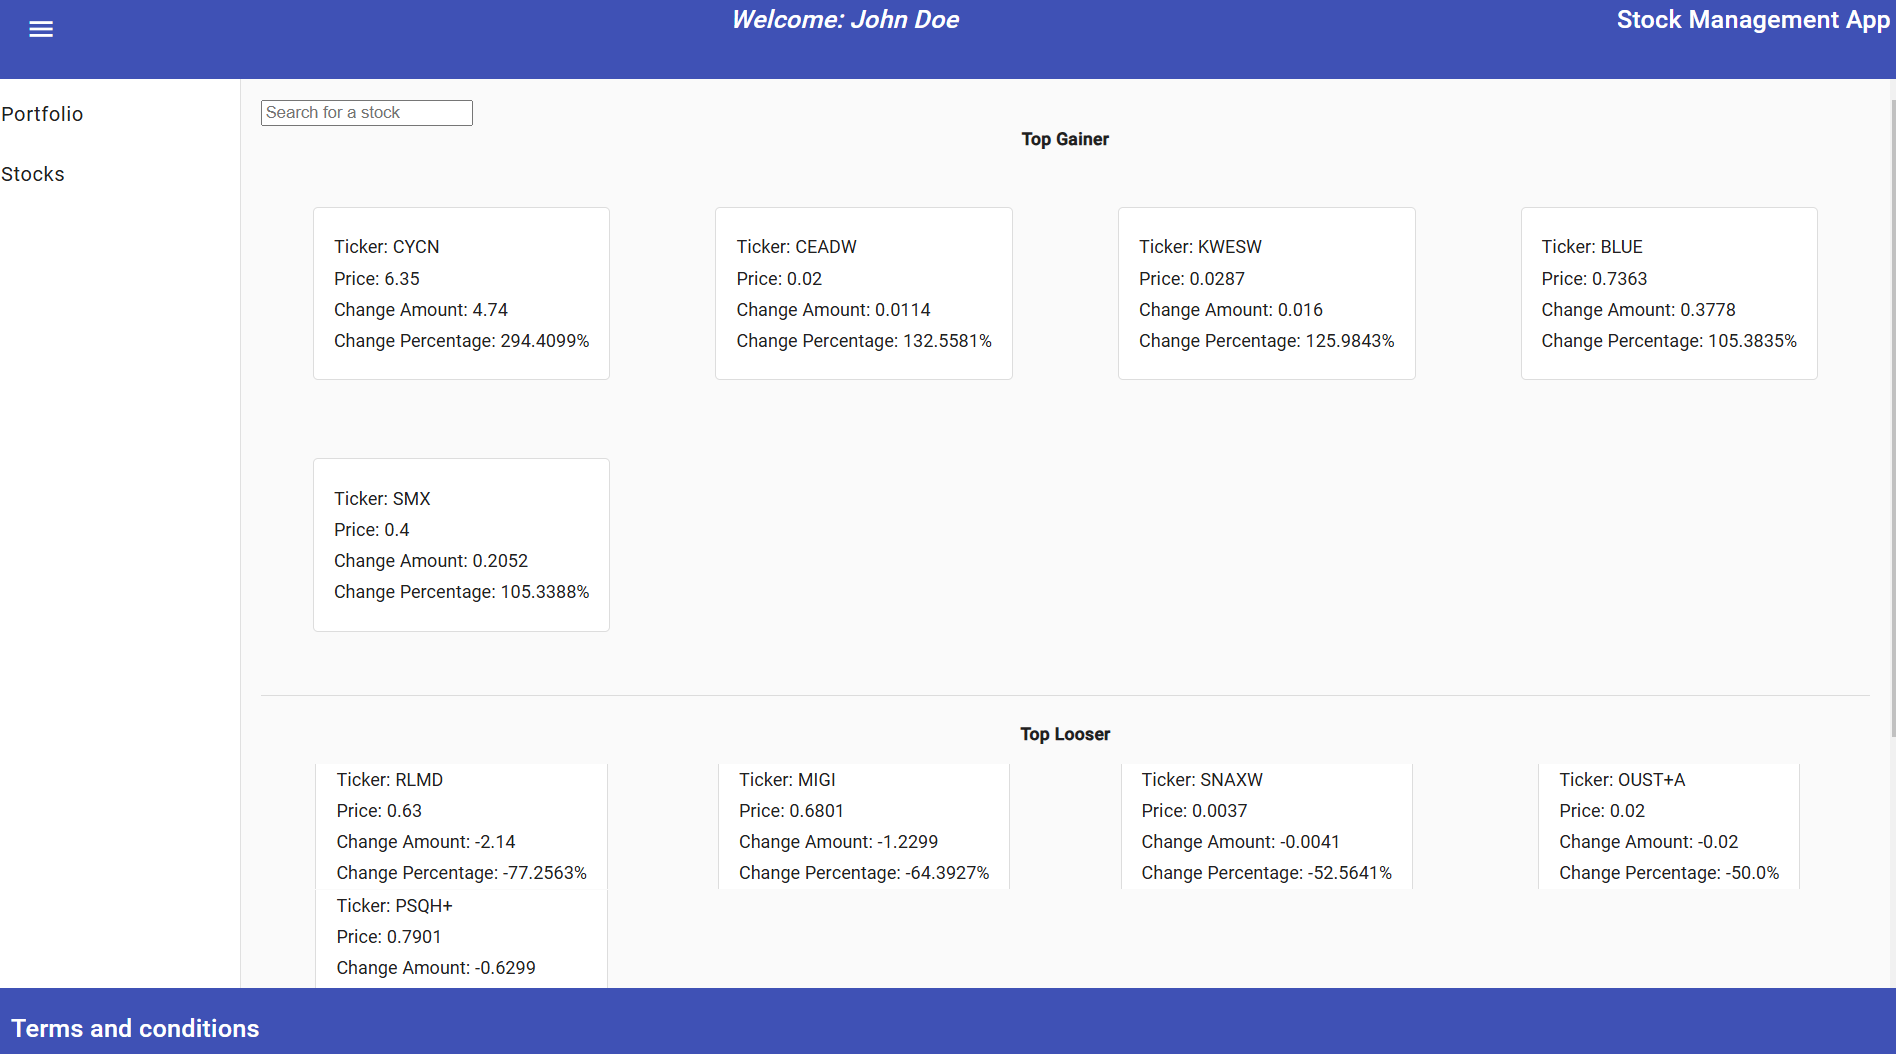 Welcome: John Doe
Stock Management App
Portfolio
Stocks
Search for a stock
Top Gainer
Ticker: CYCN
Price: 6.35
Change Amount: 4.74
Change Percentage: 294.4099%
Ticker: CEADW
Price: 0.02
Change Amount: 0.0114
Change Percentage: 132.5581%
Ticker: KWESW
Price: 0.0287
Change Amount: 0.016
Change Percentage: 125.9843%
Ticker: BLUE
Price: 0.7363
Change Amount: 0.3778
Change Percentage: 105.3835%
Ticker: SMX
Price: 0.4
Change Amount: 0.2052
Change Percentage: 105.3388%
Top Looser
Ticker: RLMD
Price: 0.63
Change Amount: -2.14
Change Percentage: -77.2563%
Ticker: MIGI
Price: 0.6801
Change Amount: -1.2299
Change Percentage: -64.3927%
Ticker: SNAXW
Price: 0.0037
Change Amount: -0.0041
Change Percentage: -52.5641%
Ticker: OUST+A
Price: 0.02
Change Amount: -0.02
Change Percentage: -50.0%
Ticker: PSQH+
Price: 0.7901
Change Amount: -0.6299
Terms and conditions